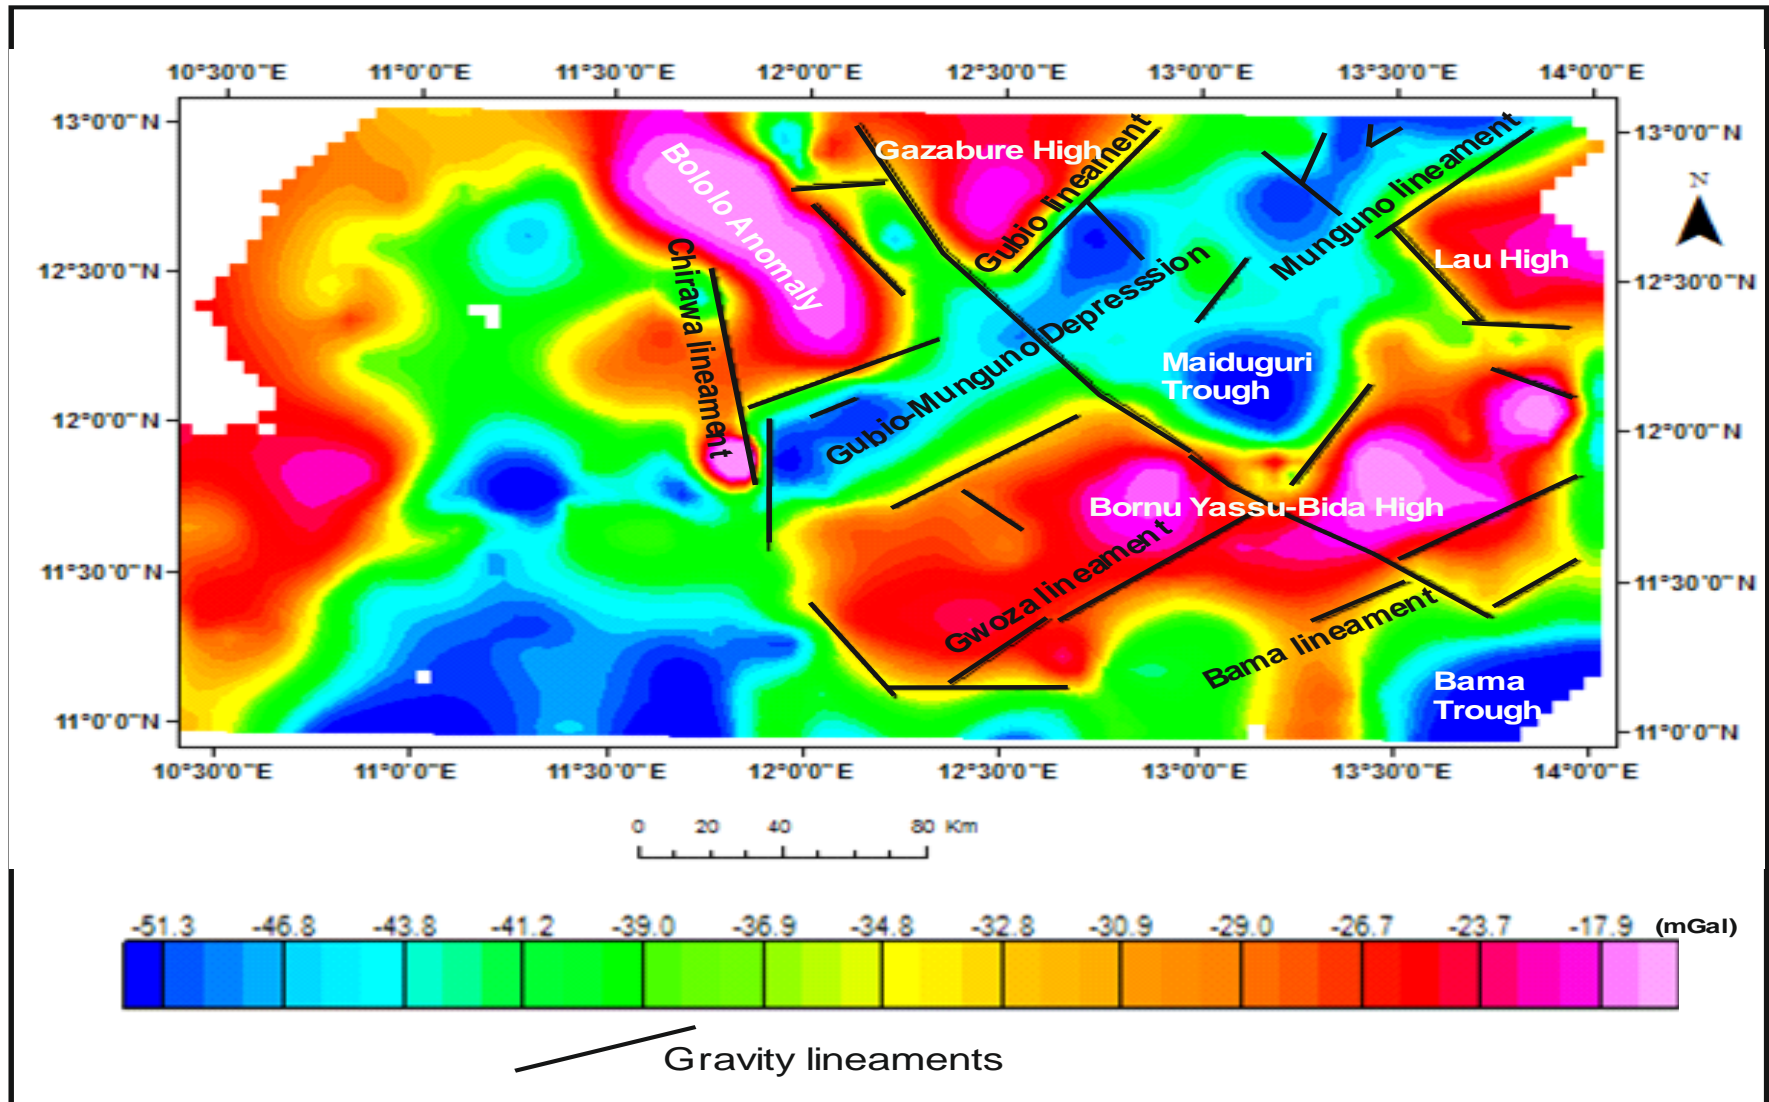 10°30'0"E 11°0'0"E 11°30'0"E 12°0'0"E 12°30'0"E 13°0'0"E 13°30'0"E 14°0'0"E
13°0'0"N
12°30'0"N
12°0'0"N
11°30'0"N
11°0'0"N
Bololo Anomaly
Gazabure High
Gubio lineament
Munguno lineament
Chirawa lineament
Lau High
Gubio-Munguno Depresssion
Maiduguri
Trough
Bornu Yassu-Bida High
Gwoza lineament
Bama lineament
Bama
Trough
13°0'0"N
N
12°30'0"N
12°0'0"N
11°30'0"N
11°0'0"N
10°30'0"E 11°0'0"E 11°30'0"E 12°0'0"E 12°30'0"E 13°0'0"E 13°30'0"E 14°0'0"E
0 20 40 80 Km
-51.3 -46.8 -43.8 -41.2 -39.0 -36.9 -34.8 -32.8 -30.9 -29.0 -26.7 -23.7 -17.9 (mGal)
Gravity lineaments